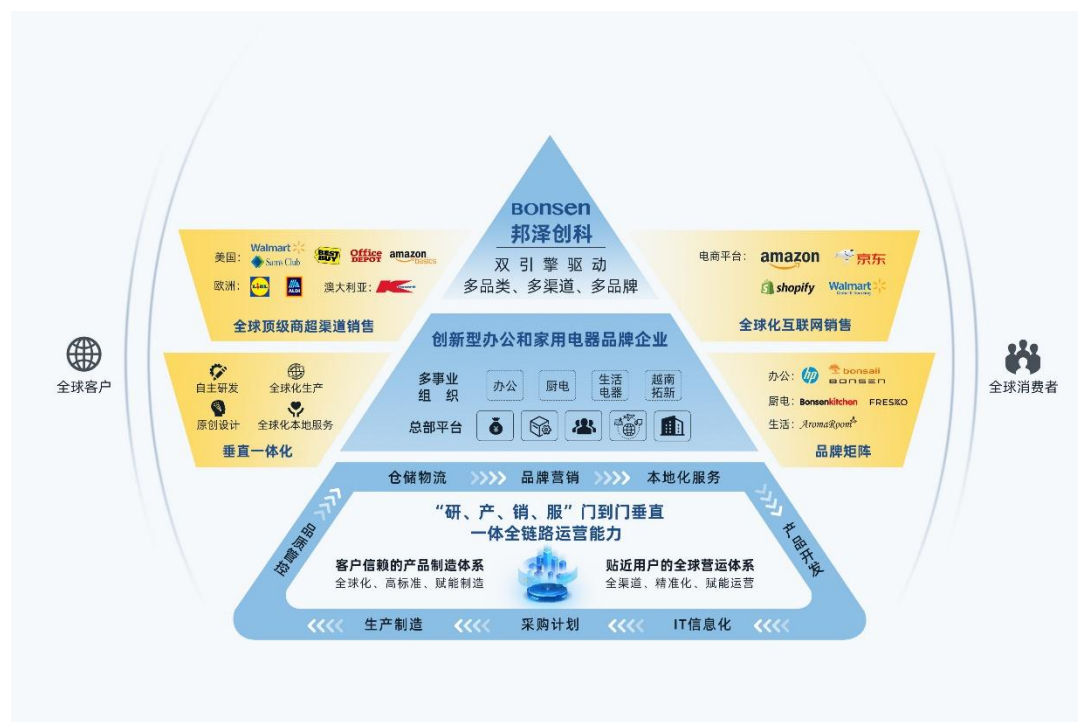 BONSEN
邦泽创科
双引擎驱动
多品类、多渠道、多品牌
美国: Walmart Sam's Club BEST BUY Office DEPOT amazon basics
欧洲: LIDL ALDI 澳大利亚: K
全球顶级商超渠道销售
电商平台: amazon 京东
shopify Walmart
全球化互联网销售
创新型办公和家用电器品牌企业
多事业组织 办公 厨电 生活电器 越南拓新
总部平台
全球客户
全球消费者
自主研发 全球化生产
原创设计 全球化本地服务
垂直一体化
办公: hp bonsaii BONSEN
厨电: Bonsenkitchen FRESKO
生活: AromaRoom
品牌矩阵
仓储物流 品牌营销 本地化服务
品质管控
产品开发
“研、产、销、服”门到门垂直
一体全链路运营能力
客户信赖的产品制造体系
全球化、高标准、赋能制造
贴近用户的全球营运体系
全渠道、精准化、赋能运营
生产制造 采购计划 IT信息化